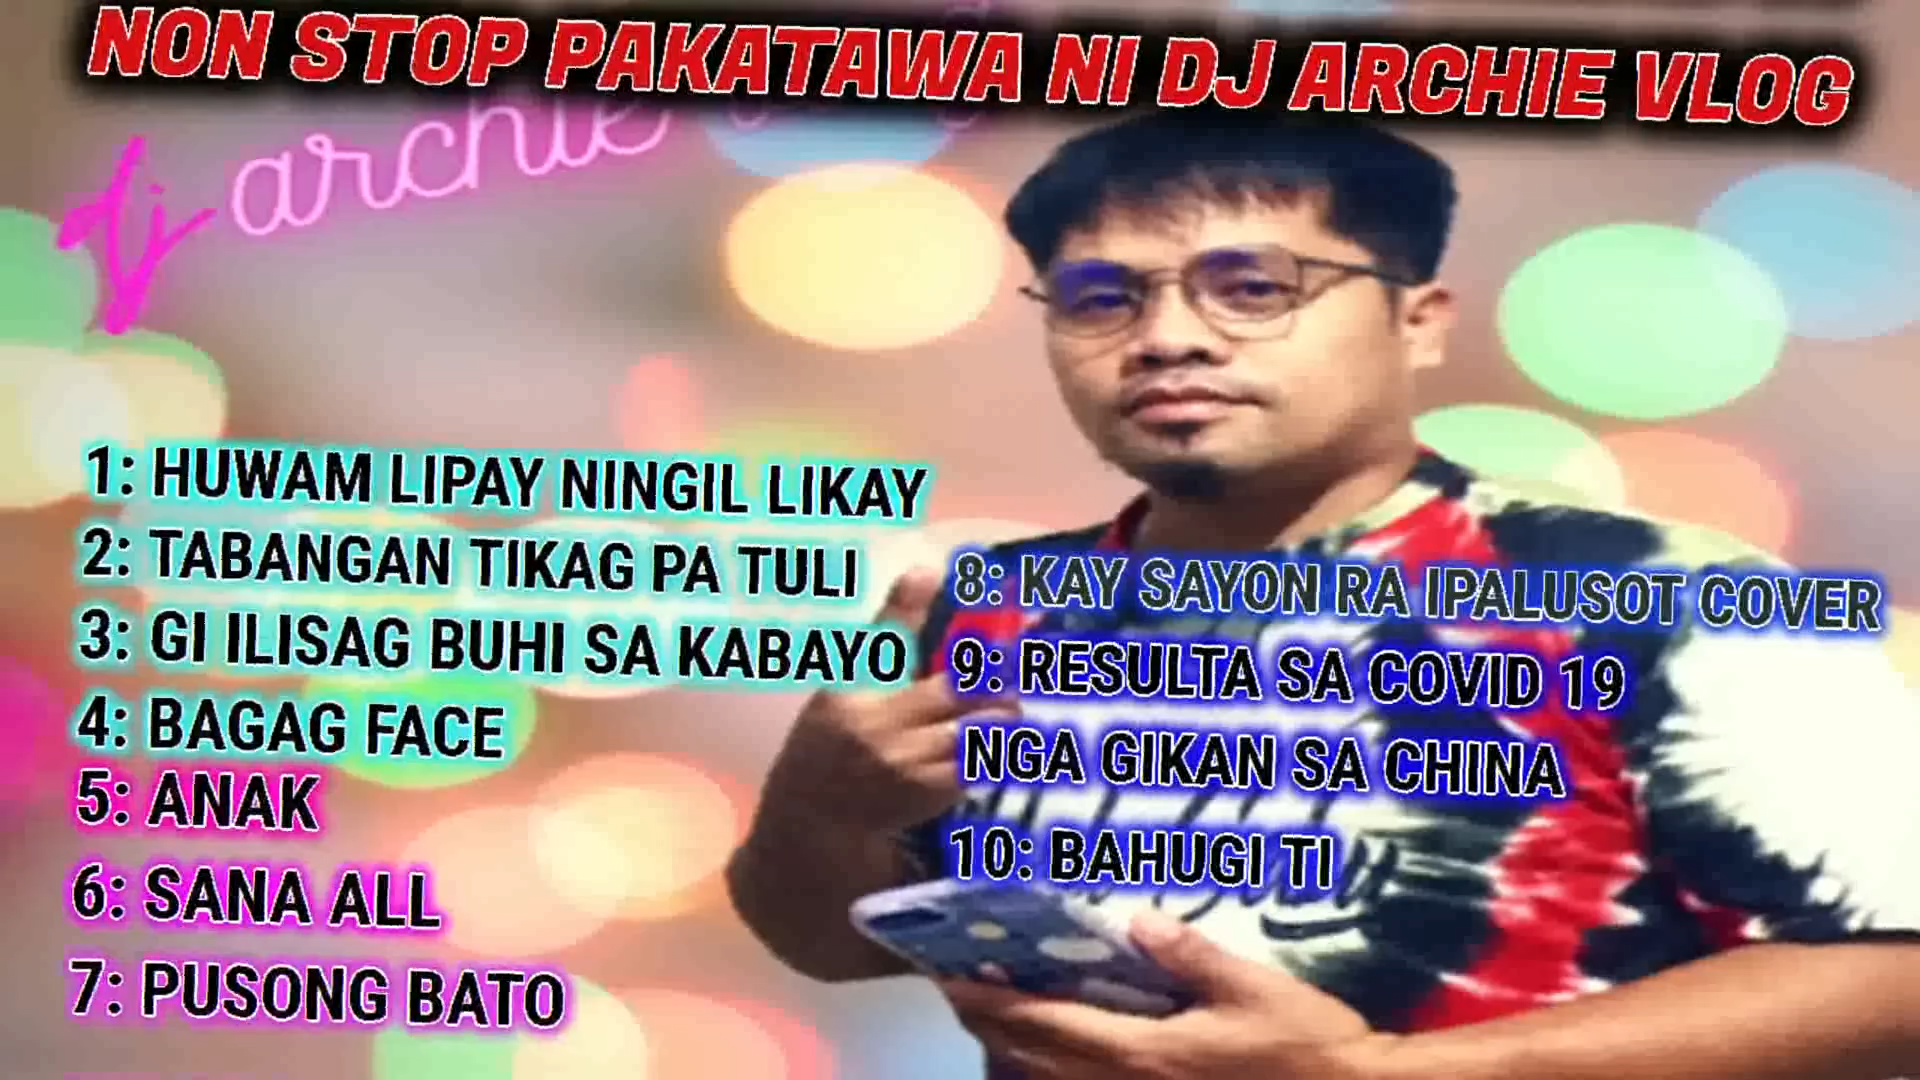 NON STOP PAKATAWA NI DJ ARCHIE VLOG
Dj archie
1: HUWAM LIPAY NINGIL LIKAY
2: TABANGAN TIKAG PA TULI
3: GI ILISAG BUHI SA KABAYO
4: BAGAG FACE
5: ANAK
6: SANA ALL
7: PUSONG BATO
8: KAY SAYON RA IPALUSOT COVER
9: RESULTA SA COVID 19
NGA GIKAN SA CHINA
10: BAHUGI TI